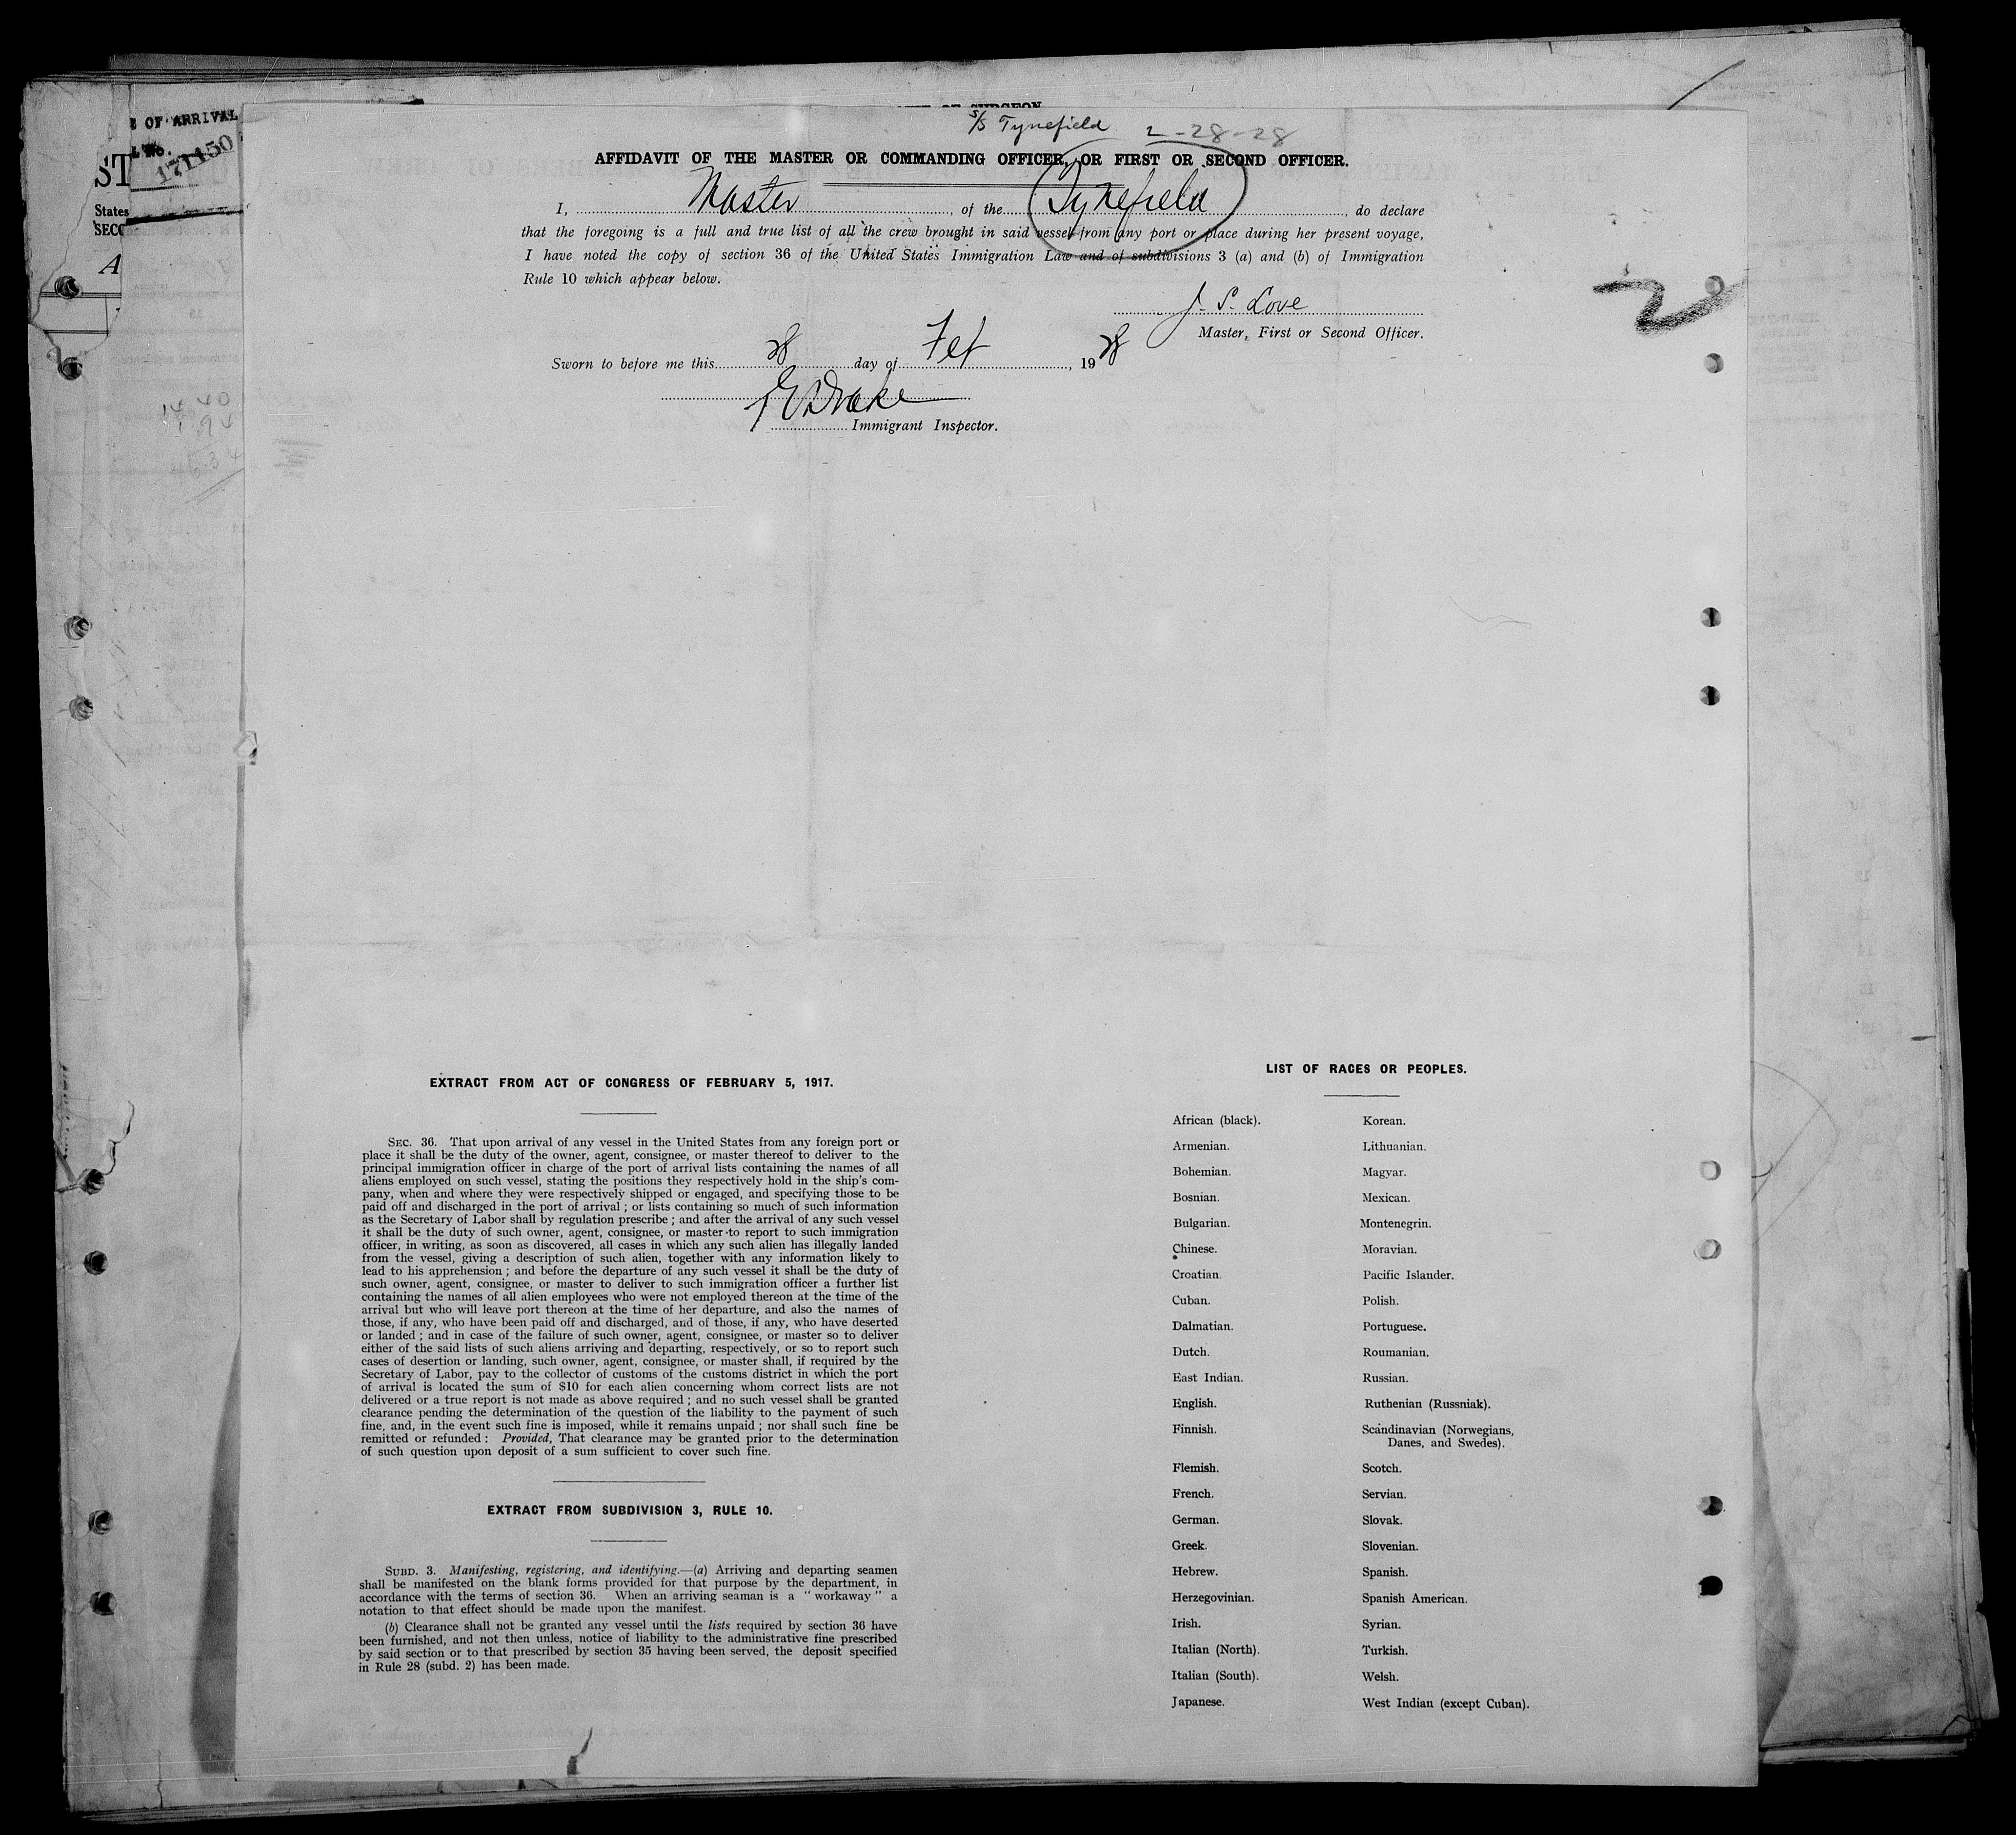 E OF ARRIVAL
171150
ST
States
SECO
A
S/S Tynefield 2-28-28
AFFIDAVIT OF THE MASTER OR COMMANDING OFFICER, OR FIRST OR SECOND OFFICER.
I, Master, of the Tynefield, do declare
that the foregoing is a full and true list of all the crew brought in said vessel from any port or place during her present voyage,
I have noted the copy of section 36 of the United States Immigration Law and of subdivisions 3 (a) and (b) of Immigration
Rule 10 which appear below.
J. S. Love
Master, First or Second Officer.
Sworn to before me this 28 day of Feb, 1928
Drake
Immigrant Inspector.
2
14 40
EXTRACT FROM ACT OF CONGRESS OF FEBRUARY 5, 1917.
SEC. 36. That upon arrival of any vessel in the United States from any foreign port or
place it shall be the duty of the owner, agent, consignee, or master thereof to deliver to the
principal immigration officer in charge of the port of arrival lists containing the names of all
aliens employed on such vessel, stating the positions they respectively hold in the ship's com-
pany, when and where they were respectively shipped or engaged, and specifying those to be
paid off and discharged in the port of arrival; or lists containing so much of such information
as the Secretary of Labor shall by regulation prescribe; and after the arrival of any such vessel
it shall be the duty of such owner, agent, consignee, or master to report to such immigration
officer, in writing, as soon as discovered, all cases in which any such alien has illegally landed
from the vessel, giving a description of such alien, together with any information likely to
lead to his apprehension; and before the departure of any such vessel it shall be the duty of
such owner, agent, consignee, or master to deliver to such immigration officer a further list
containing the names of all alien employees who were not employed thereon at the time of the
arrival but who will leave port thereon at the time of her departure, and also the names of
those, if any, who have been paid off and discharged, and of those, if any, who have deserted
or landed; and in case of the failure of such owner, agent, consignee, or master so to deliver
either of the said lists of such aliens arriving and departing, respectively, or so to report such
cases of desertion or landing, such owner, agent, consignee, or master shall, if required by the
Secretary of Labor, pay to the collector of customs of the customs district in which the port
of arrival is located the sum of $10 for each alien concerning whom correct lists are not
delivered or a true report is not made as above required; and no such vessel shall be granted
clearance pending the determination of the question of the liability to the payment of such
fine, and, in the event such fine is imposed, while it remains unpaid; nor shall such fine be
remitted or refunded: Provided, That clearance may be granted prior to the determination
of such question upon deposit of a sum sufficient to cover such fine.
EXTRACT FROM SUBDIVISION 3, RULE 10.
SUBD. 3. Manifesting, registering, and identifying.—(a) Arriving and departing seamen
shall be manifested on the blank forms provided for that purpose by the department, in
accordance with the terms of section 36. When an arriving seaman is a "workaway" a
notation to that effect should be made upon the manifest.
(b) Clearance shall not be granted any vessel until the lists required by section 36 have
been furnished, and not then unless, notice of liability to the administrative fine prescribed
by said section or to that prescribed by section 35 having been served, the deposit specified
in Rule 28 (subd. 2) has been made.
LIST OF RACES OR PEOPLES.
African (black).
Armenian.
Bohemian.
Bosnian.
Bulgarian.
Chinese.
Croatian.
Cuban.
Dalmatian.
Dutch.
East Indian.
English.
Finnish.
Flemish.
French.
German.
Greek.
Hebrew.
Herzegovinian.
Irish.
Italian (North).
Italian (South).
Japanese.
Korean.
Lithuanian.
Magyar.
Mexican.
Montenegrin.
Moravian.
Pacific Islander.
Polish.
Portuguese.
Roumanian.
Russian.
Ruthenian (Russniak).
Scandinavian (Norwegians,
Danes, and Swedes).
Scotch.
Servian.
Slovak.
Slovenian.
Spanish.
Spanish American.
Syrian.
Turkish.
Welsh.
West Indian (except Cuban).